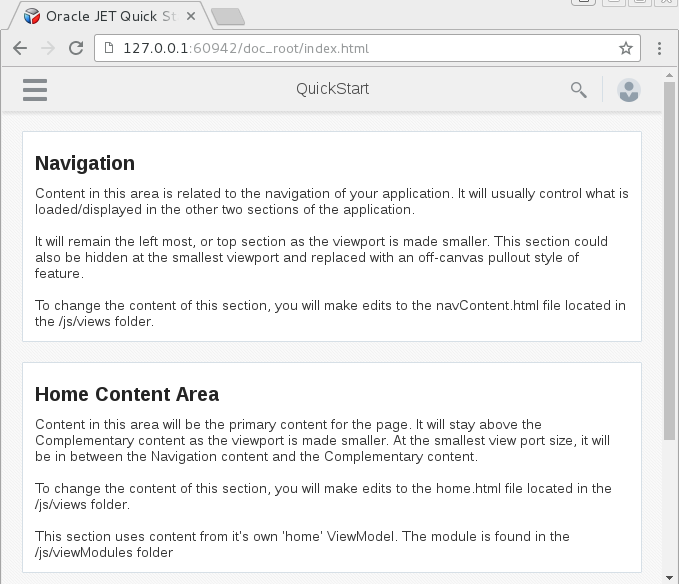 Oracle JET Quick St
127.0.0.1:60942/doc_root/index.html
QuickStart
Navigation
Content in this area is related to the navigation of your application. It will usually control what is
loaded/displayed in the other two sections of the application.
It will remain the left most, or top section as the viewport is made smaller. This section could
also be hidden at the smallest viewport and replaced with an off-canvas pullout style of
feature.
To change the content of this section, you will make edits to the navContent.html file located in
the /js/views folder.
Home Content Area
Content in this area will be the primary content for the page. It will stay above the
Complementary content as the viewport is made smaller. At the smallest view port size, it will
be in between the Navigation content and the Complementary content.
To change the content of this section, you will make edits to the home.html file located in the
/js/views folder.
This section uses content from it's own 'home' ViewModel. The module is found in the
/js/viewModules folder